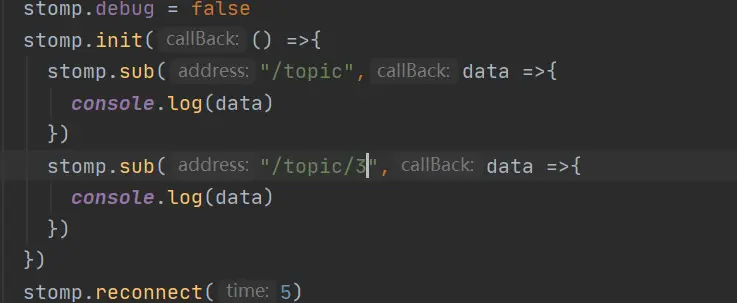 stomp.debug = false
stomp.init( callBack: () =>{
stomp.sub( address: "/topic", callBack: data =>{
console.log(data)
})
stomp.sub( address: "/topic/3", callBack: data =>{
console.log(data)
})
})
stomp.reconnect( time: 5)